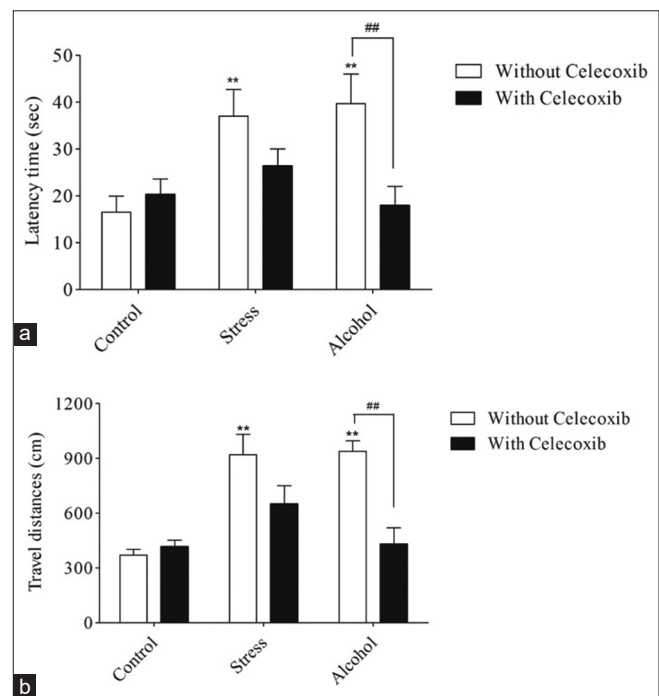 ##
50
Without Celecoxib
**
**
With Celecoxib
40
30
20
10
0
Latency time (sec)
Control
Stress
Alcohol
a
1200
##
Without Celecoxib
**
**
With Celecoxib
900
600
300
0
Travel distances (cm)
Control
Stress
Alcohol
b